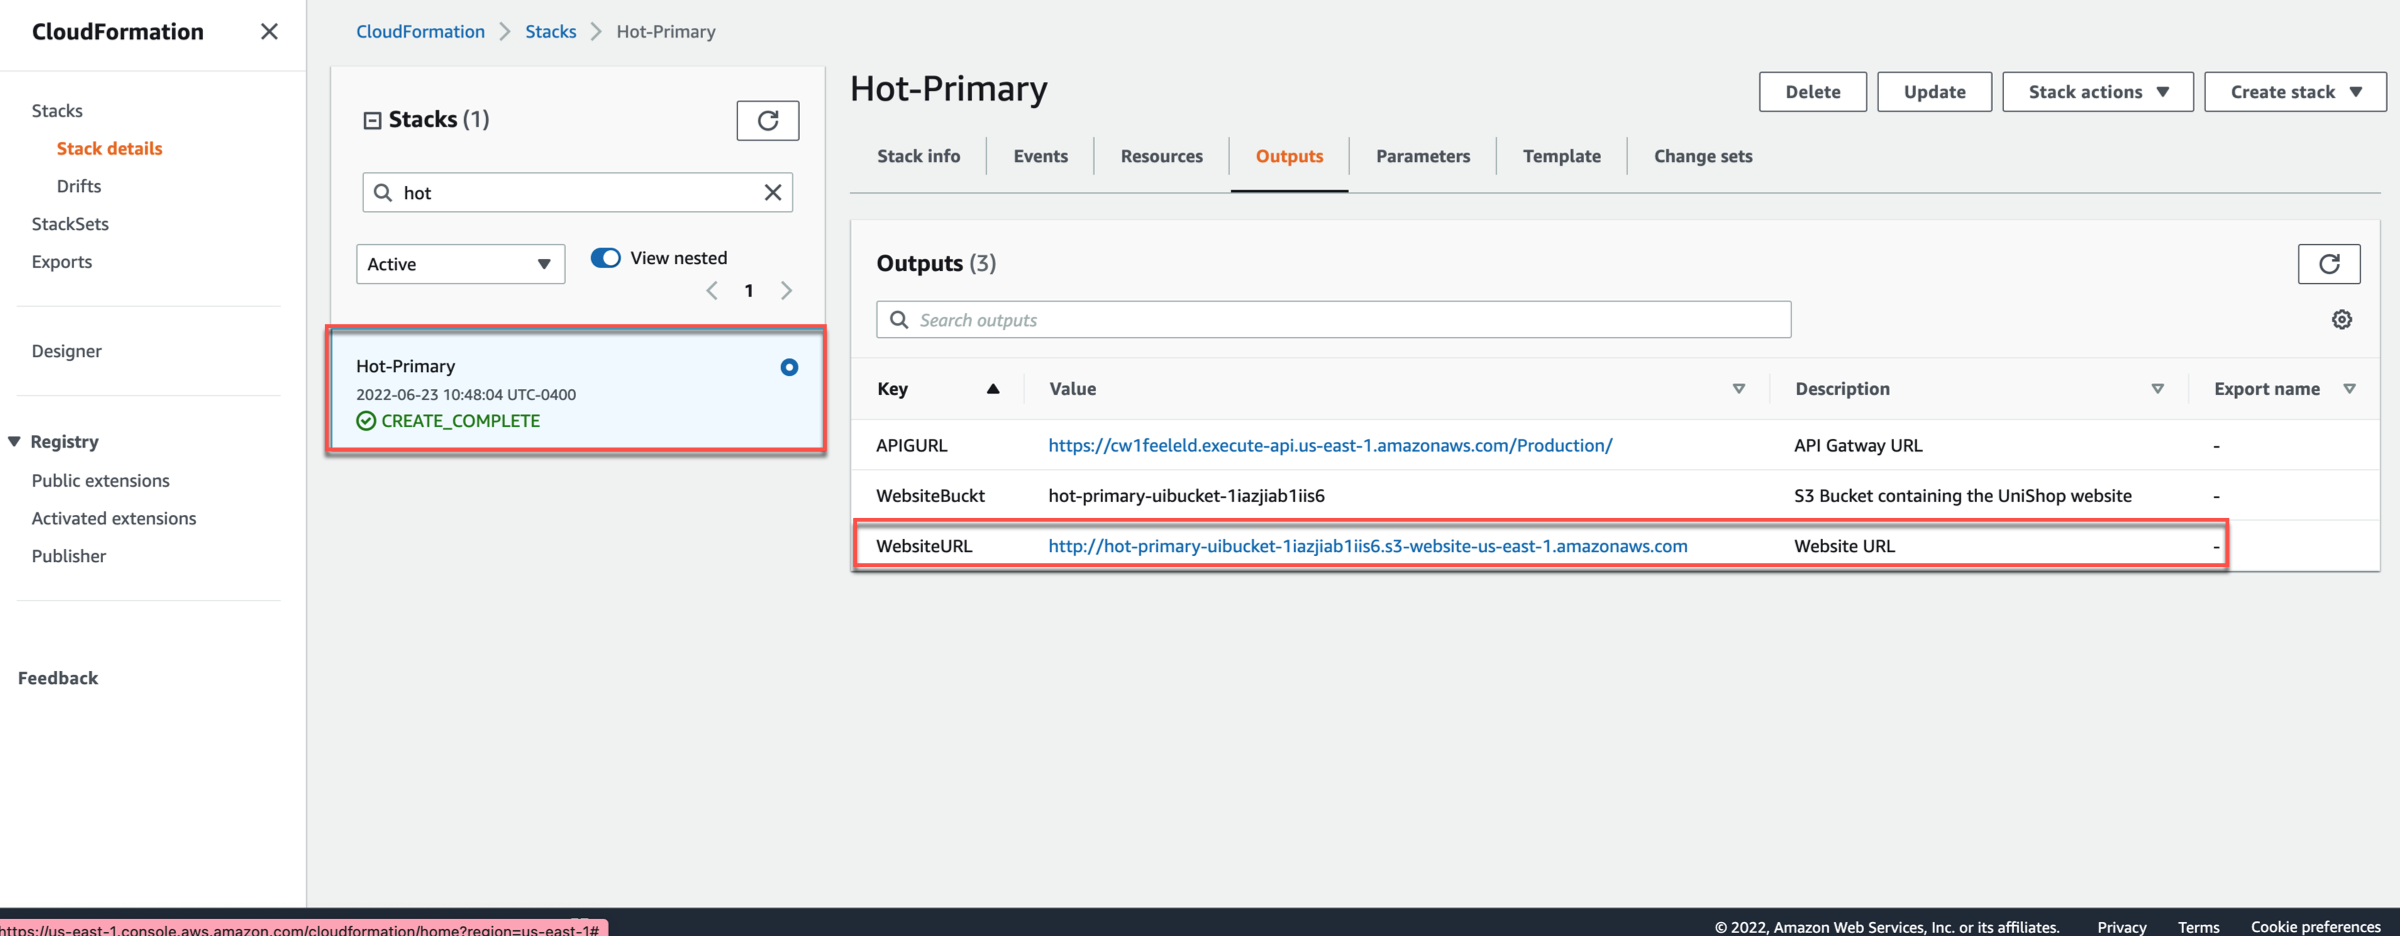 CloudFormation
Stacks
Stack details
Drifts
StackSets
Exports
Designer
Registry
Public extensions
Activated extensions
Publisher
Feedback
CloudFormation Stacks Hot-Primary
Stacks (1)
hot
Active
View nested
1
Hot-Primary
2022-06-23 10:48:04 UTC-0400
CREATE_COMPLETE
Hot-Primary
Delete Update Stack actions Create stack
Stack info Events Resources Outputs Parameters Template Change sets
Outputs (3)
Search outputs
Key Value Description Export name
APIGURL https://cw1feeleld.execute-api.us-east-1.amazonaws.com/Production/ API Gatway URL -
WebsiteBuckt hot-primary-uibucket-1iazjiab1iis6 S3 Bucket containing the UniShop website -
WebsiteURL http://hot-primary-uibucket-1iazjiab1iis6.s3-website-us-east-1.amazonaws.com Website URL -
https://us-east-1.console.aws.amazon.com/cloudformation/home?region=us-east-1#
© 2022, Amazon Web Services, Inc. or its affiliates. Privacy Terms Cookie preferences